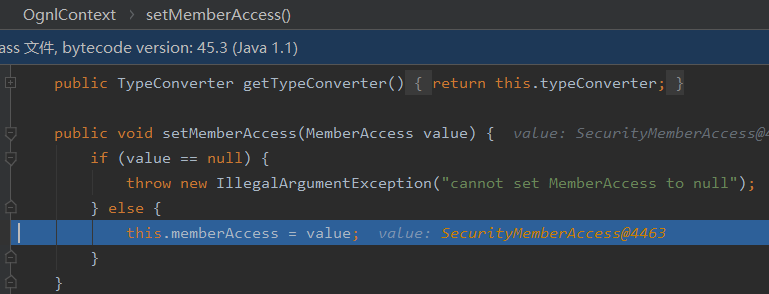 OgnlContext › setMemberAccess()
ass 文件, bytecode version: 45.3 (Java 1.1)
public TypeConverter getTypeConverter() { return this.typeConverter; }
public void setMemberAccess(MemberAccess value) { value: SecurityMemberAccess@4
if (value == null) {
throw new IllegalArgumentException("cannot set MemberAccess to null");
} else {
this.memberAccess = value; value: SecurityMemberAccess@4463
}
}